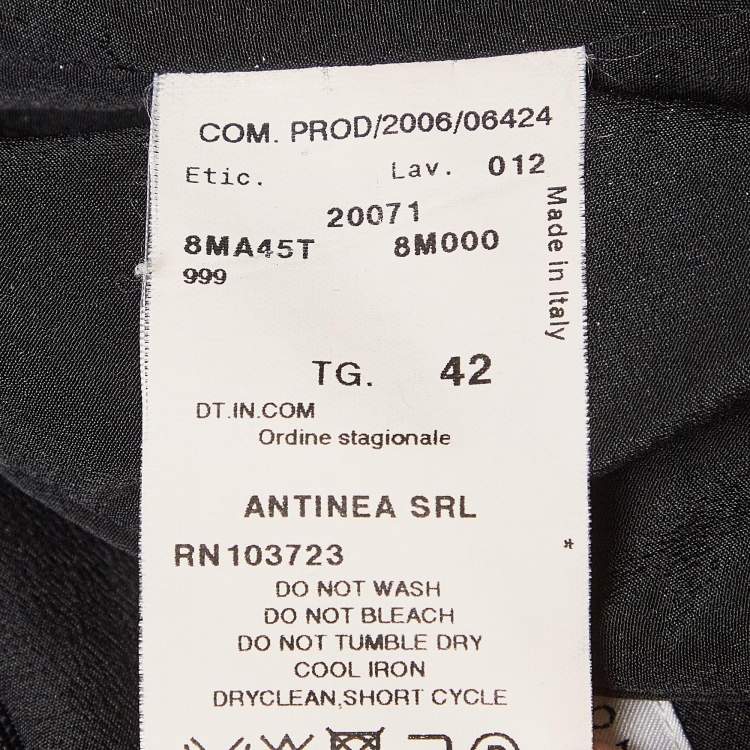 COM. PROD/2006/06424
Etic. Lav. 012
20071
8MA45T 8M000
999
Made in Italy
TG. 42
DT.IN.COM
Ordine stagionale
ANTINEA SRL
RN103723 *
DO NOT WASH
DO NOT BLEACH
DO NOT TUMBLE DRY
COOL IRON
DRYCLEAN,SHORT CYCLE